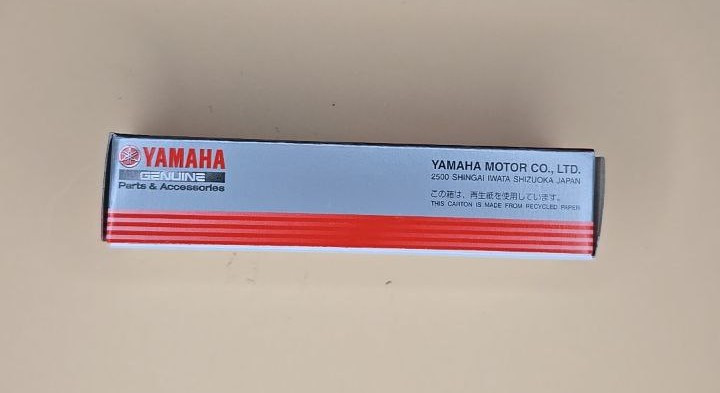 YAMAHA
GENUINE
Parts & Accessories
YAMAHA MOTOR CO., LTD.
2500 SHINGAI IWATA SHIZUOKA JAPAN
この箱は、再生紙を使用しています。
THIS CARTON IS MADE FROM RECYCLED PAPER